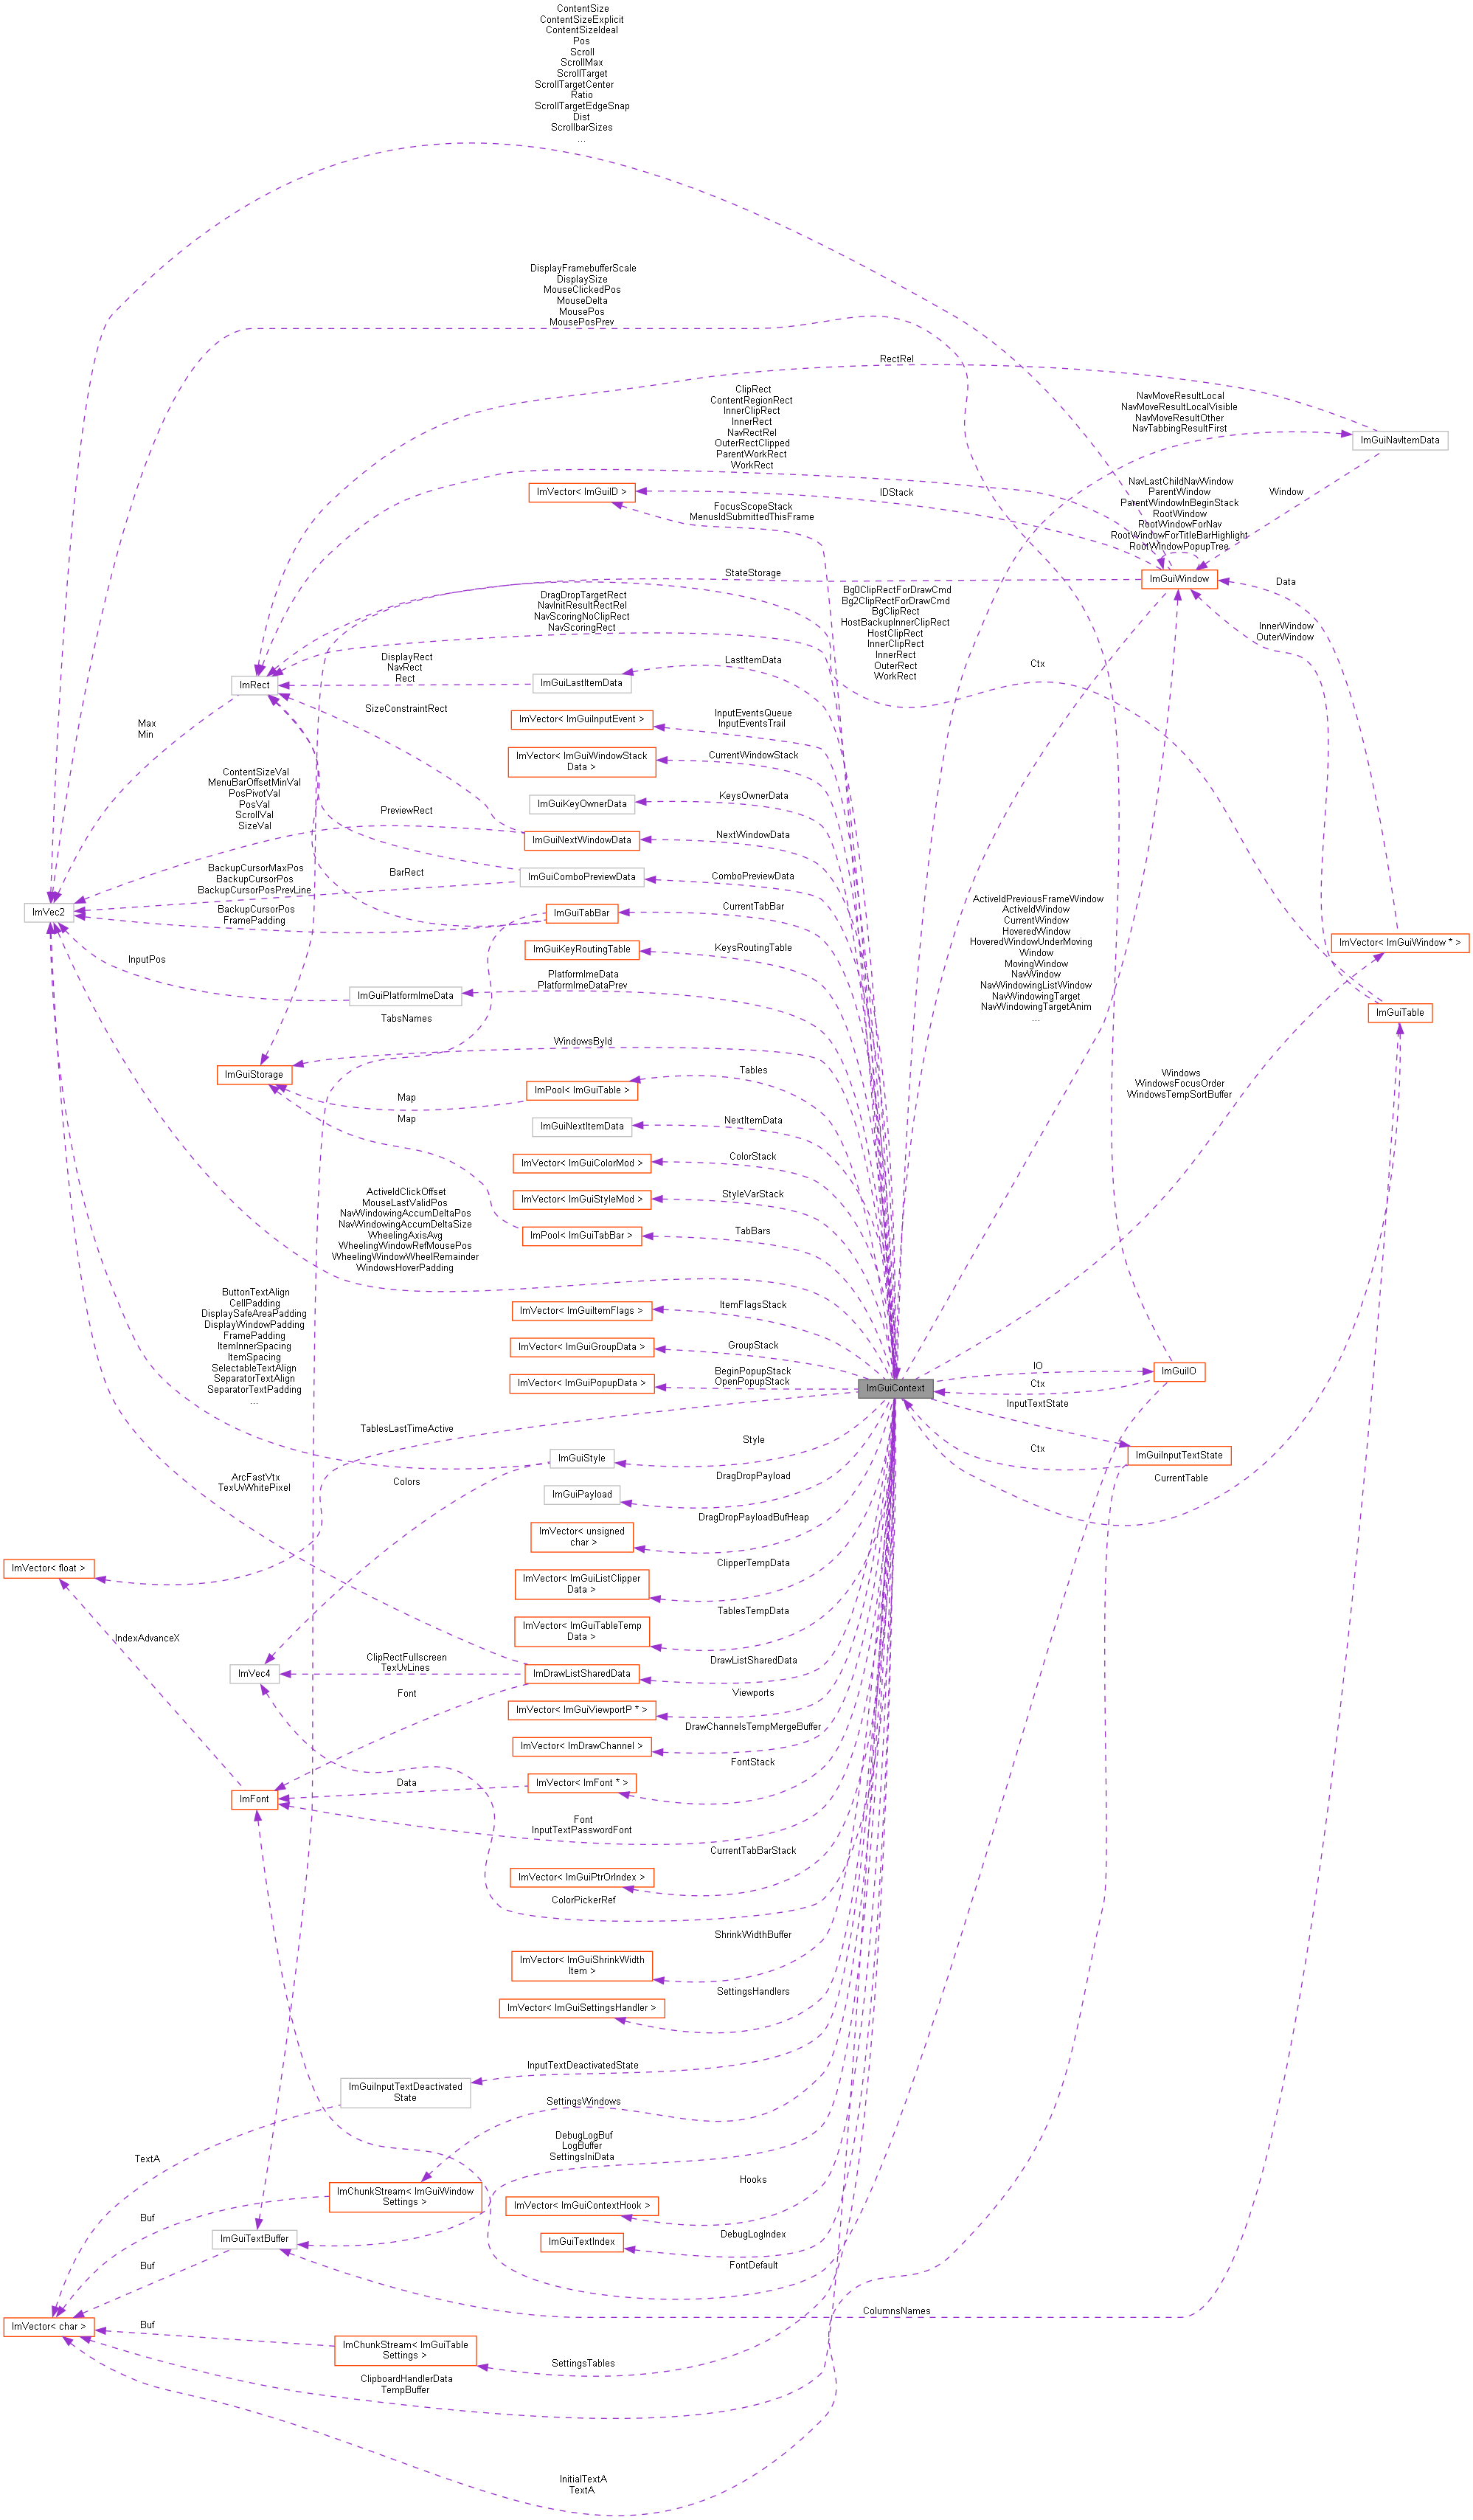 ContentSize
ContentSizeExplicit
ContentSizeIdeal
Pos
Scroll
ScrollMax
ScrollTarget
ScrollTargetCenter
Ratio
ScrollTargetEdgeSnap
Dist
ScrollbarSizes
...
DisplayFramebufferScale
DisplaySize
MouseClickedPos
MouseDelta
MousePos
MousePosPrev
RectRel
ClipRect
ContentRegionRect
InnerClipRect
InnerRect
NavRectRel
OuterRectClipped
ParentWorkRect
WorkRect
NavMoveResultLocal
NavMoveResultLocalVisible
NavMoveResultOther
NavTabbingResultFirst
ImGuiNavItemData
ImVector< ImGuiID >
IDStack
FocusScopeStack
MenusIdSubmittedThisFrame
NavLastChildNavWindow
ParentWindow
ParentWindowInBeginStack
RootWindow
RootWindowForNav
RootWindowForTitleBarHighlight
RootWindowPopupTree
Window
ImGuiWindow
Data
StateStorage
DragDropTargetRect
NavInitResultRectRel
NavScoringNoClipRect
NavScoringRect
Bg0ClipRectForDrawCmd
Bg2ClipRectForDrawCmd
BgClipRect
HostBackupInnerClipRect
HostClipRect
InnerClipRect
InnerRect
OuterRect
WorkRect
InnerWindow
OuterWindow
Ctx
DisplayRect
NavRect
Rect
LastItemData
ImRect
ImGuiLastItemData
SizeConstraintRect
ImVector< ImGuiInputEvent >
InputEventsQueue
InputEventsTrail
Max
Min
ImVector< ImGuiWindowStack
Data >
CurrentWindowStack
ContentSizeVal
MenuBarOffsetMinVal
PosPivotVal
PosVal
ScrollVal
SizeVal
ImGuiKeyOwnerData
KeysOwnerData
PreviewRect
ImGuiNextWindowData
NextWindowData
BackupCursorMaxPos
BackupCursorPos
BackupCursorPosPrevLine
BarRect
ImGuiComboPreviewData
ComboPreviewData
ImVec2
BackupCursorPos
FramePadding
ImGuiTabBar
CurrentTabBar
ActiveIdPreviousFrameWindow
ActiveIdWindow
CurrentWindow
HoveredWindow
HoveredWindowUnderMoving
Window
MovingWindow
NavWindow
NavWindowingListWindow
NavWindowingTarget
NavWindowingTargetAnim
...
ImVector< ImGuiWindow * >
ImGuiKeyRoutingTable
KeysRoutingTable
InputPos
ImGuiPlatformImeData
PlatformImeData
PlatformImeDataPrev
TabsNames
ImGuiTable
WindowsById
ImGuiStorage
Tables
ImPool< ImGuiTable >
Map
Windows
WindowsFocusOrder
WindowsTempSortBuffer
Map
ImGuiNextItemData
NextItemData
ImVector< ImGuiColorMod >
ColorStack
ImVector< ImGuiStyleMod >
StyleVarStack
ActiveIdClickOffset
MouseLastValidPos
NavWindowingAccumDeltaPos
NavWindowingAccumDeltaSize
WheelingAxisAvg
WheelingWindowRefMousePos
WheelingWindowWheelRemainder
WindowsHoverPadding
ImPool< ImGuiTabBar >
TabBars
ButtonTextAlign
CellPadding
DisplaySafeAreaPadding
DisplayWindowPadding
FramePadding
ItemInnerSpacing
ItemSpacing
SelectableTextAlign
SeparatorTextAlign
SeparatorTextPadding
...
ImVector< ImGuiItemFlags >
ItemFlagsStack
ImVector< ImGuiGroupData >
GroupStack
ImVector< ImGuiPopupData >
BeginPopupStack
OpenPopupStack
ImGuiContext
IO
Ctx
ImGuiIO
InputTextState
TablesLastTimeActive
Style
ImGuiStyle
Ctx
ImGuiInputTextState
CurrentTable
ArcFastVtx
TexUvWhitePixel
Colors
DragDropPayload
ImGuiPayload
DragDropPayloadBufHeap
ImVector< unsigned
char >
ImVector< float >
ImVector< ImGuiListClipper
Data >
ClipperTempData
ImVector< ImGuiTableTemp
Data >
TablesTempData
IndexAdvanceX
ClipRectFullscreen
TexUvLines
DrawListSharedData
ImVec4
ImDrawListSharedData
Font
Viewports
ImVector< ImGuiViewportP * >
DrawChannelsTempMergeBuffer
ImVector< ImDrawChannel >
FontStack
ImVector< ImFont * >
Data
ImFont
Font
InputTextPasswordFont
CurrentTabBarStack
ImVector< ImGuiPtrOrIndex >
ColorPickerRef
ShrinkWidthBuffer
ImVector< ImGuiShrinkWidth
Item >
SettingsHandlers
ImVector< ImGuiSettingsHandler >
InputTextDeactivatedState
ImGuiInputTextDeactivated
State
SettingsWindows
DebugLogBuf
LogBuffer
SettingsIniData
TextA
Hooks
ImChunkStream< ImGuiWindow
Settings >
ImVector< ImGuiContextHook >
Buf
ImGuiTextBuffer
DebugLogIndex
ImGuiTextIndex
Buf
FontDefault
ColumnsNames
ImVector< char >
Buf
ImChunkStream< ImGuiTable
Settings >
SettingsTables
ClipboardHandlerData
TempBuffer
InitialTextA
TextA